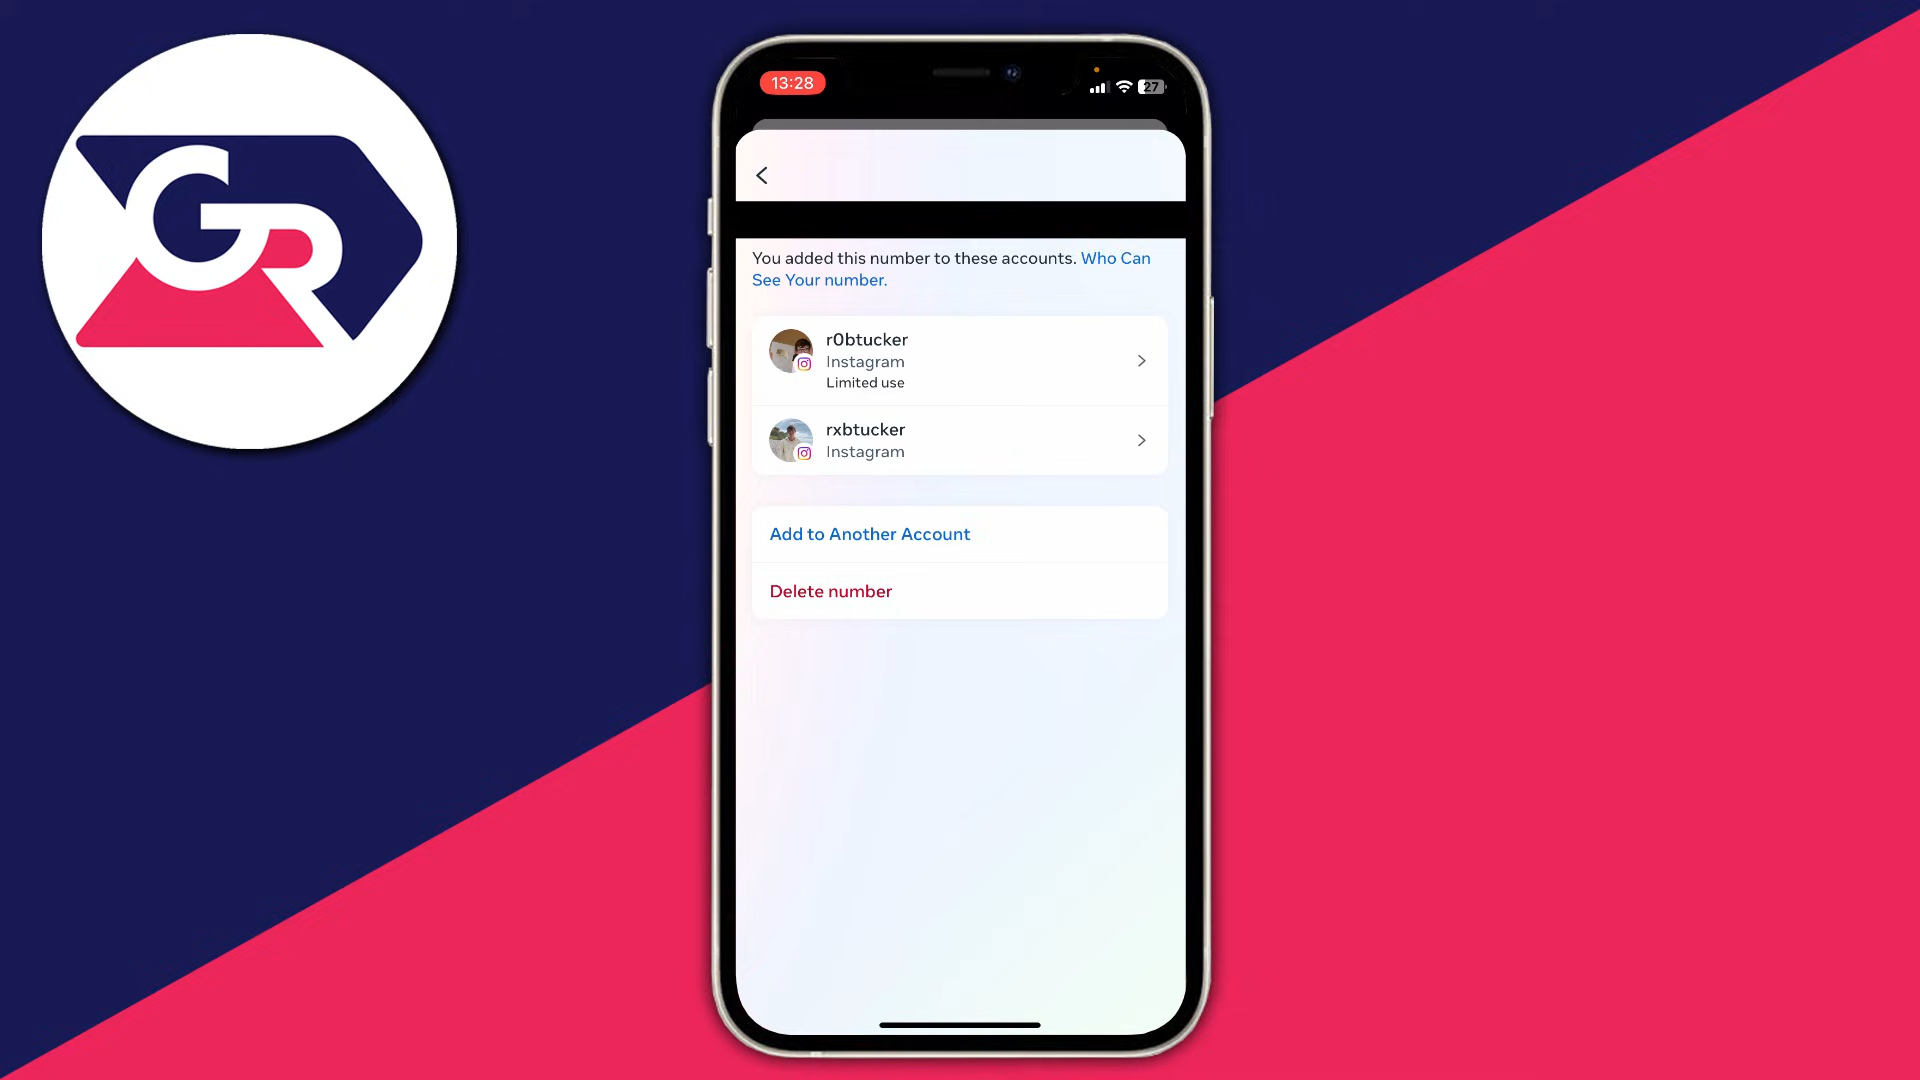 GR
13:28
27
You added this number to these accounts. Who Can
See Your number.
r0btucker
Instagram
Limited use
rxbtucker
Instagram
Add to Another Account
Delete number